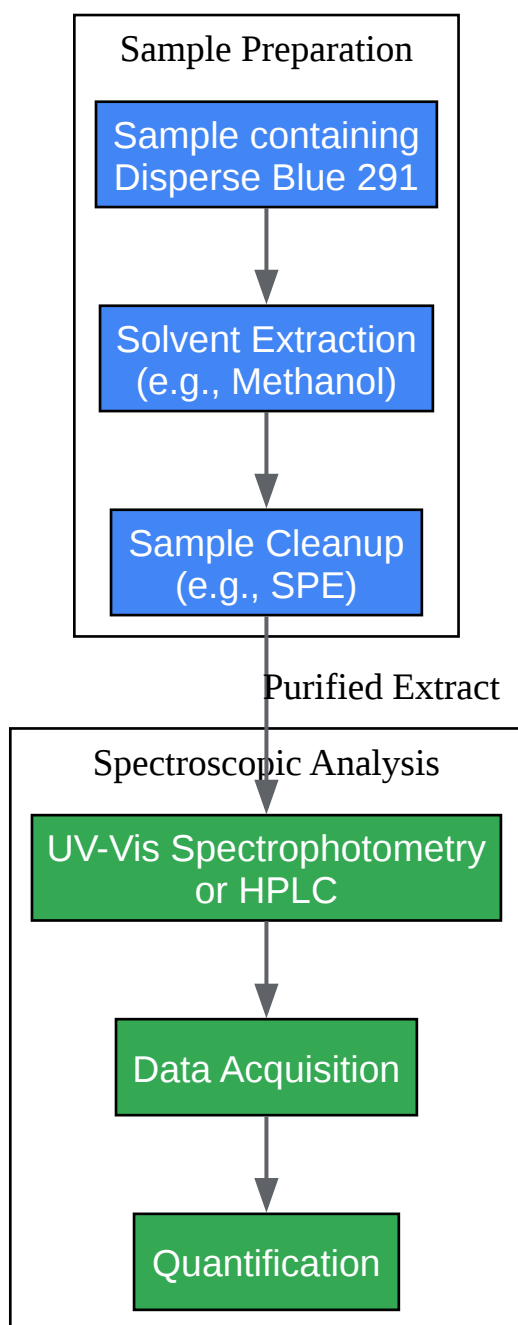 Sample Preparation
Sample containing
Disperse Blue 291
Solvent Extraction
(e.g., Methanol)
Sample Cleanup
(e.g., SPE)
Purified Extract
Spectroscopic Analysis
UV-Vis Spectrophotometry
or HPLC
Data Acquisition
Quantification